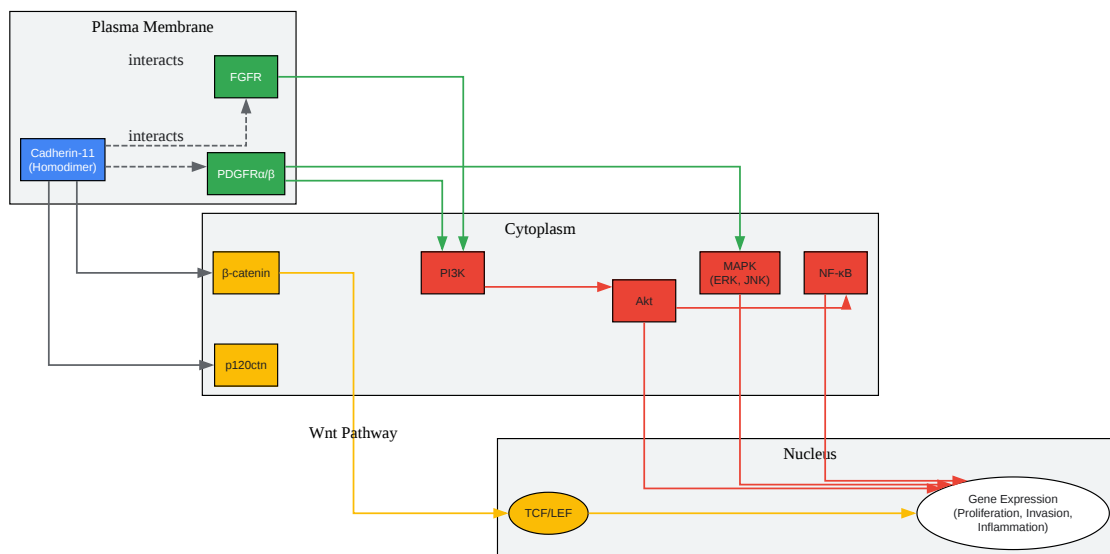 Plasma Membrane
interacts
FGFR
interacts
Cadherin-11
(Homodimer)
PDGFRα/β
Cytoplasm
β-catenin
PI3K
MAPK
(ERK, JNK)
NF-κB
Akt
p120ctn
Wnt Pathway
Nucleus
TCF/LEF
Gene Expression
(Proliferation, Invasion,
Inflammation)